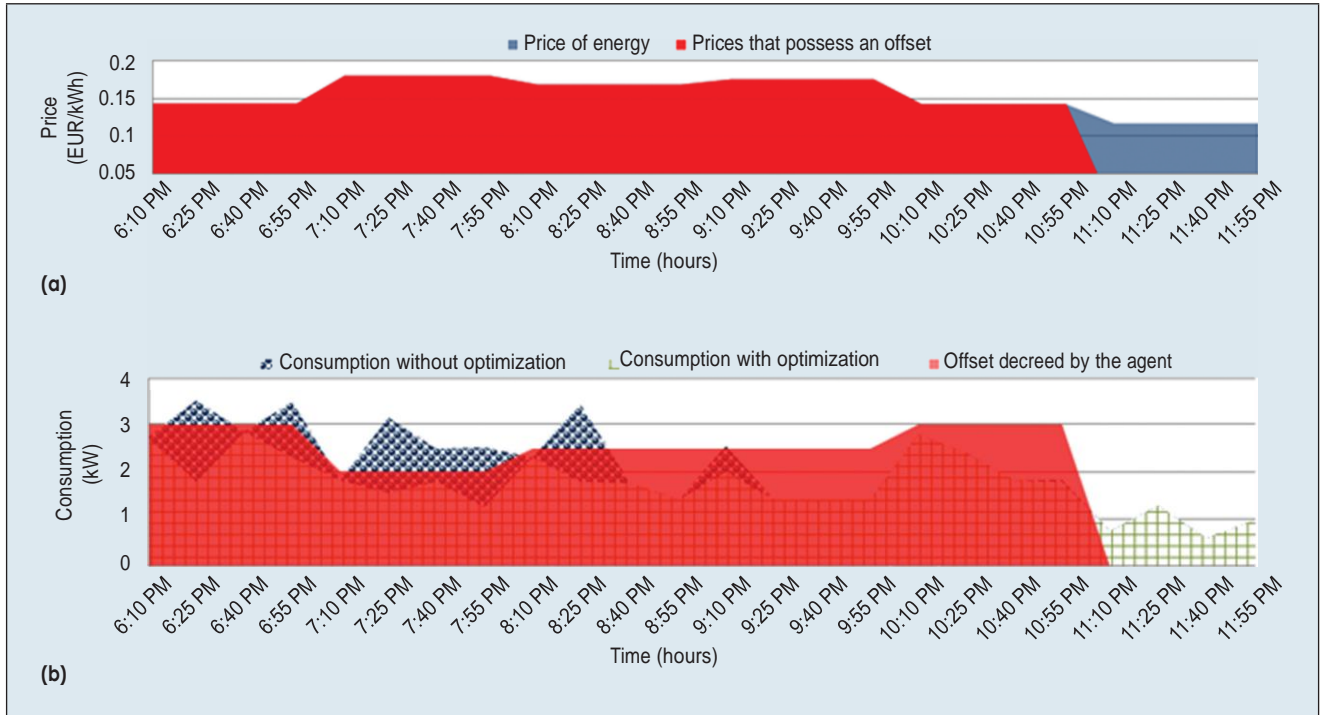 Price of energy Prices that possess an offset
0.2
0.15
0.1
0.05
Price
(EUR/kWh)
6:10 PM 6:25 PM 6:40 PM 6:55 PM 7:10 PM 7:25 PM 7:40 PM 7:55 PM 8:10 PM 8:25 PM 8:40 PM 8:55 PM 9:10 PM 9:25 PM 9:40 PM 9:55 PM 10:10 PM 10:25 PM 10:40 PM 10:55 PM 11:10 PM 11:25 PM 11:40 PM 11:55 PM
Time (hours)
(a)
Consumption without optimization Consumption with optimization Offset decreed by the agent
4
3
2
1
0
Consumption
(kW)
6:10 PM 6:25 PM 6:40 PM 6:55 PM 7:10 PM 7:25 PM 7:40 PM 7:55 PM 8:10 PM 8:25 PM 8:40 PM 8:55 PM 9:10 PM 9:25 PM 9:40 PM 9:55 PM 10:10 PM 10:25 PM 10:40 PM 10:55 PM 11:10 PM 11:25 PM 11:40 PM 11:55 PM
Time (hours)
(b)